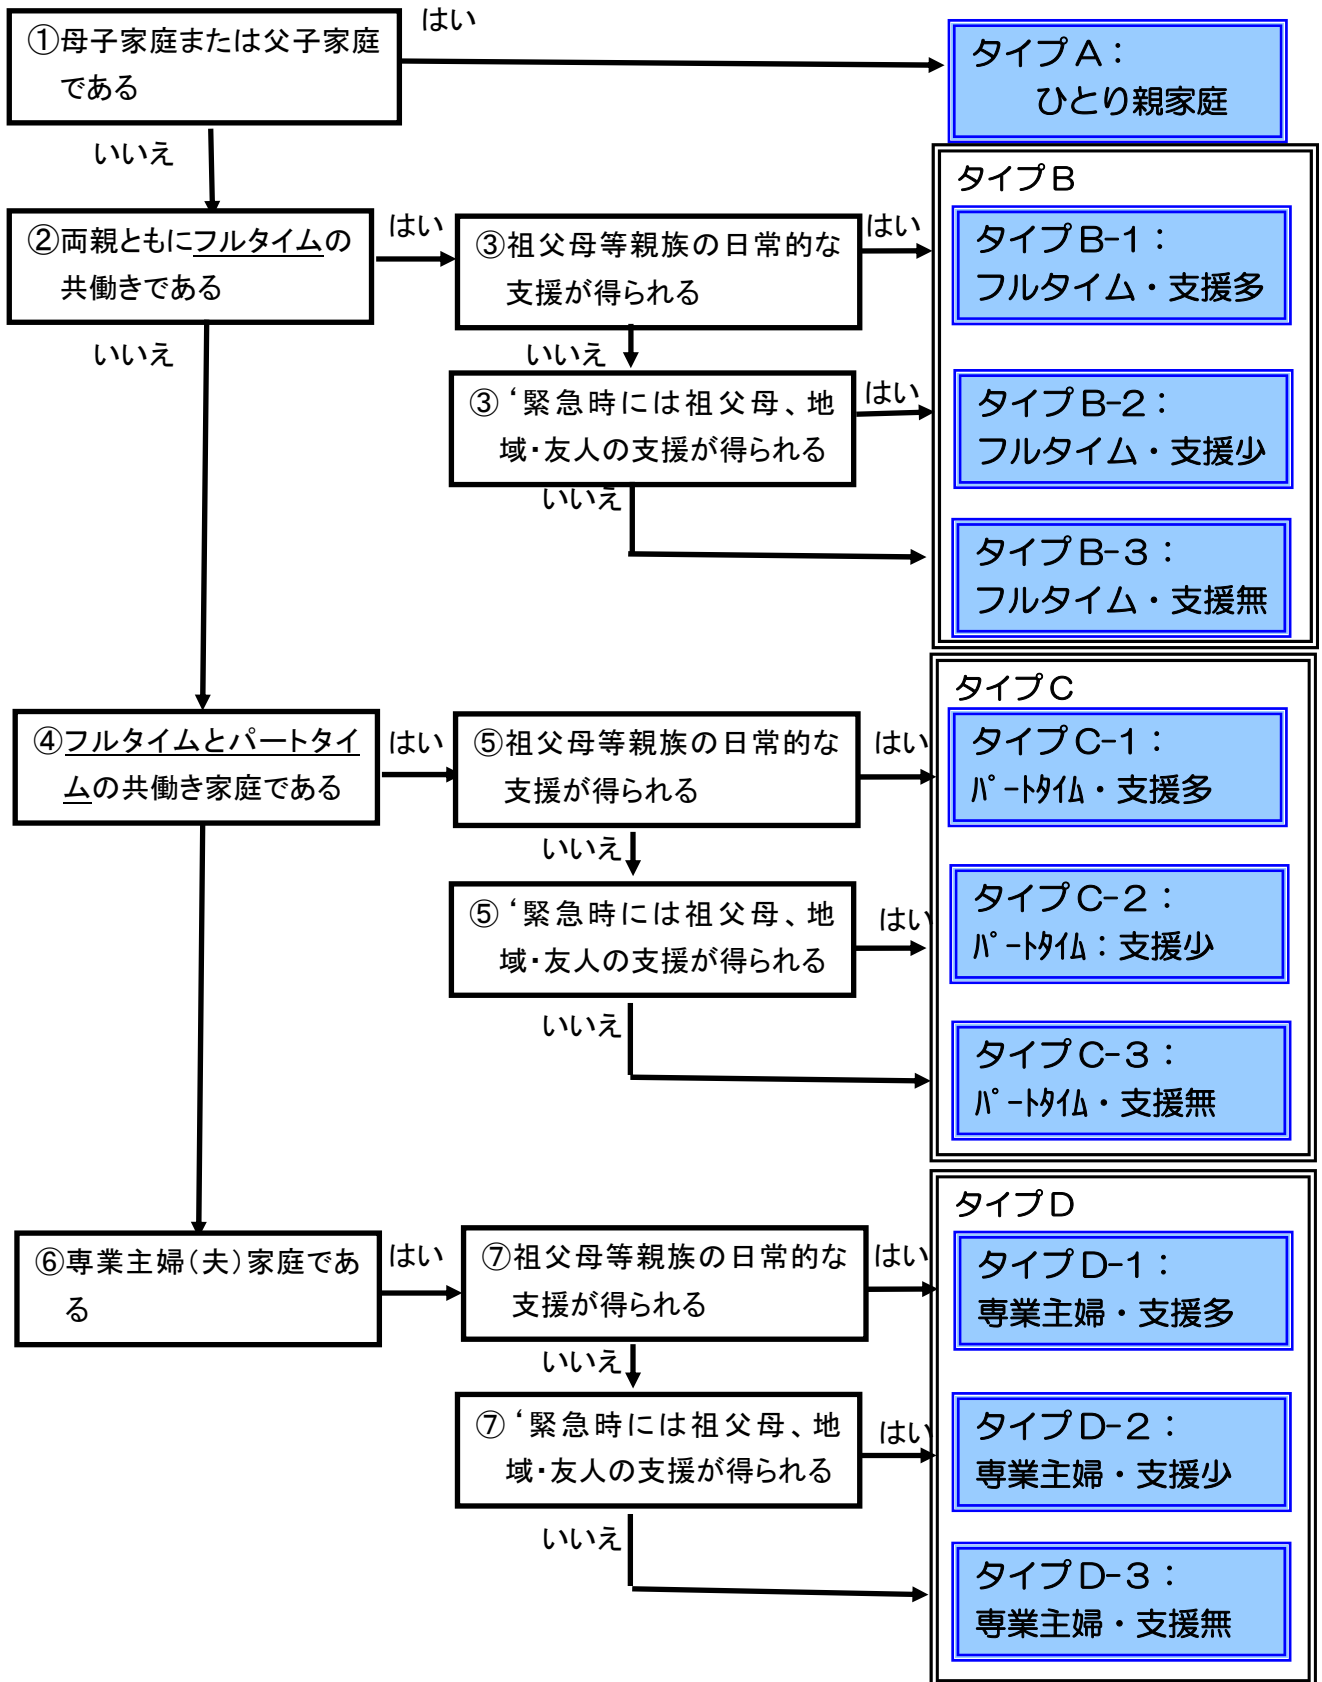 はい
①母子家庭または父子家庭
である
タイプA：
ひとり親家庭
いいえ
タイプB
②両親ともにフルタイムの
共働きである
はい
③祖父母等親族の日常的な
支援が得られる
はい
タイプB-1：
フルタイム・支援多
いいえ
いいえ
③‘緊急時には祖父母、地
域・友人の支援が得られる
はい
タイプB-2：
フルタイム・支援少
いいえ
タイプB-3：
フルタイム・支援無
タイプC
④フルタイムとパートタイ
ムの共働き家庭である
はい
⑤祖父母等親族の日常的な
支援が得られる
はい
タイプC-1：
ﾊﾟｰﾄﾀｲﾑ・支援多
いいえ
⑤‘緊急時には祖父母、地
域・友人の支援が得られる
はい
タイプC-2：
ﾊﾟｰﾄﾀｲﾑ：支援少
いいえ
タイプC-3：
ﾊﾟｰﾄﾀｲﾑ・支援無
タイプD
⑥専業主婦（夫）家庭であ
る
はい
⑦祖父母等親族の日常的な
支援が得られる
はい
タイプD-1：
専業主婦・支援多
いいえ
⑦‘緊急時には祖父母、地
域・友人の支援が得られる
はい
タイプD-2：
専業主婦・支援少
いいえ
タイプD-3：
専業主婦・支援無